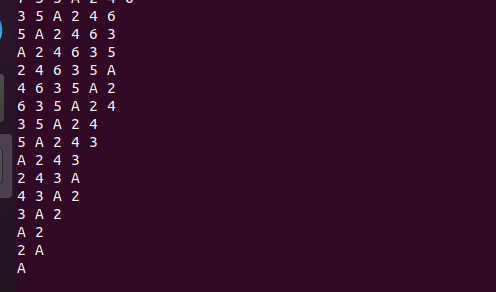 3 5 A 2 4 6
5 A 2 4 6 3
A 2 4 6 3 5
2 4 6 3 5 A
4 6 3 5 A 2
6 3 5 A 2 4
3 5 A 2 4
5 A 2 4 3
A 2 4 3
2 4 3 A
4 3 A 2
3 A 2
A 2
2 A
A